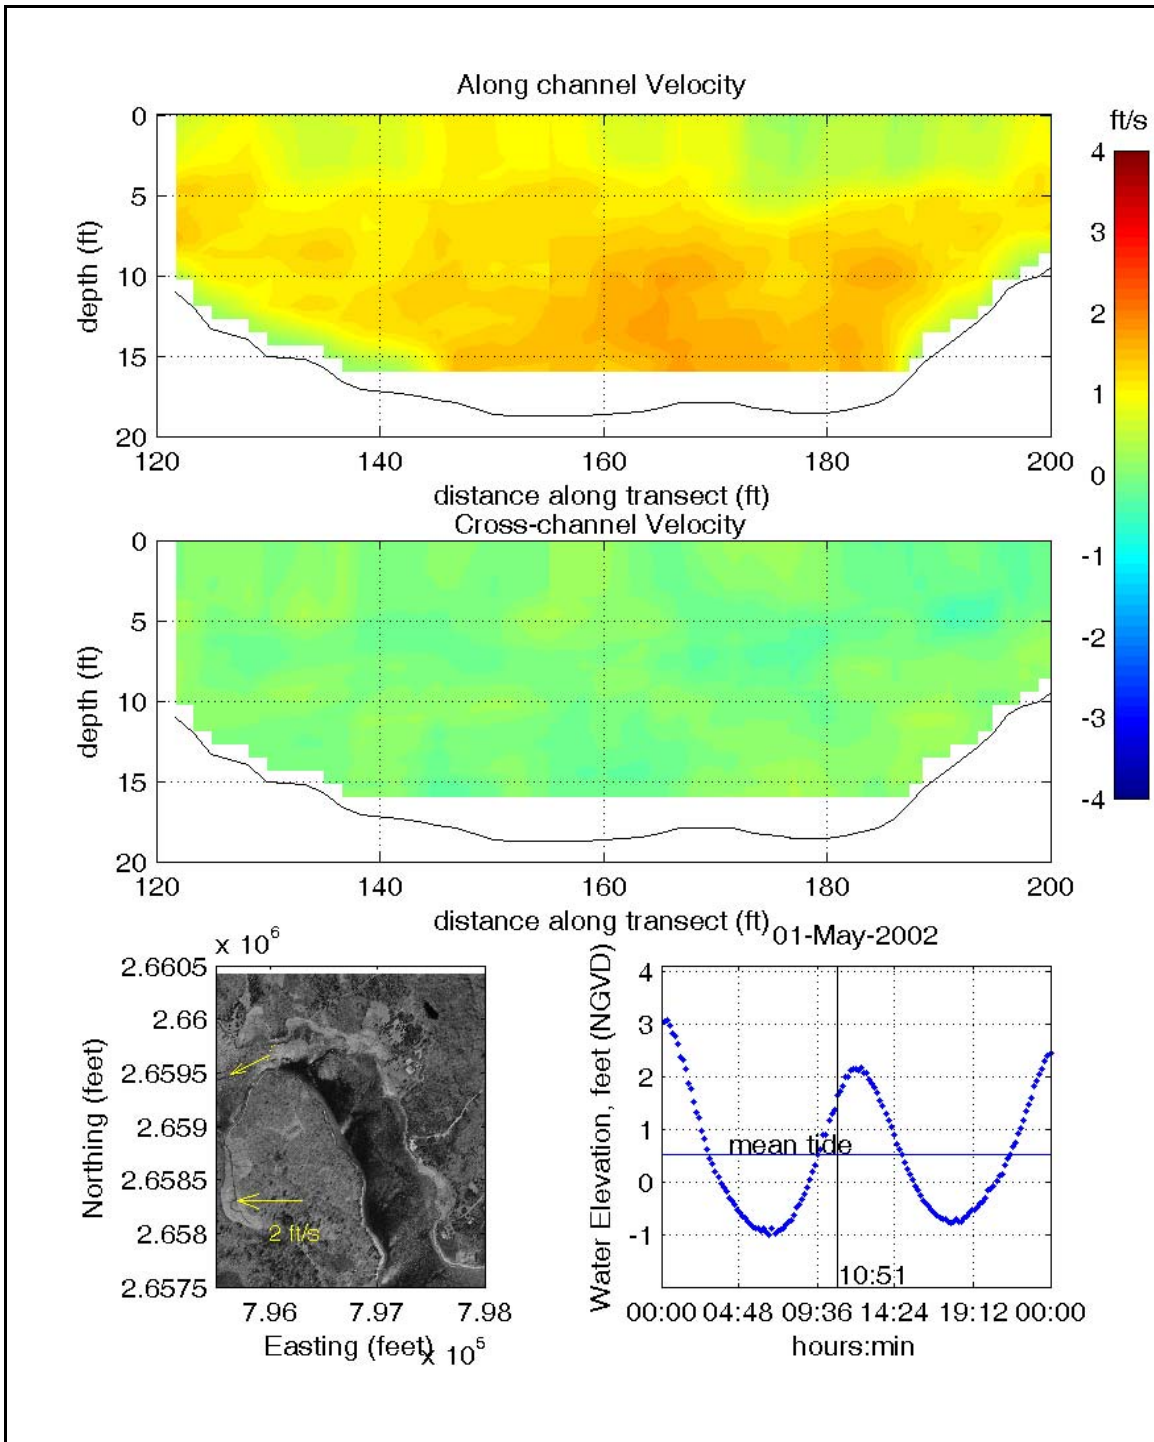 Along channel Velocity
ft/s
0
5
10
15
20
depth (ft)
120 140 160 180 200
distance along transect (ft)
4
3
2
1
0
-1
-2
-3
-4
Cross-channel Velocity
0
5
10
15
20
depth (ft)
120 140 160 180 200
distance along transect (ft)
x 10^6
2.6605
2.66
2.6595
2.659
2.6585
2.658
2.6575
Northing (feet)
2 ft/s
7.96 7.97 7.98
Easting (feet)
x 10^5
01-May-2002
Water Elevation, feet (NGVD)
4
3
2
1
0
-1
mean tide
10:51
00:00 04:48 09:36 14:24 19:12 00:00
hours:min